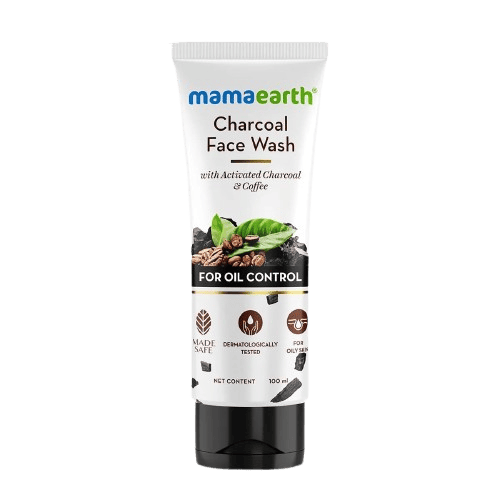 mamaearth®
Charcoal
Face Wash
with Activated Charcoal
& Coffee
FOR OIL CONTROL
MADE
SAFE
DERMATOLOGICALLY
TESTED
FOR
OILY SKIN
NET CONTENT 100 ml